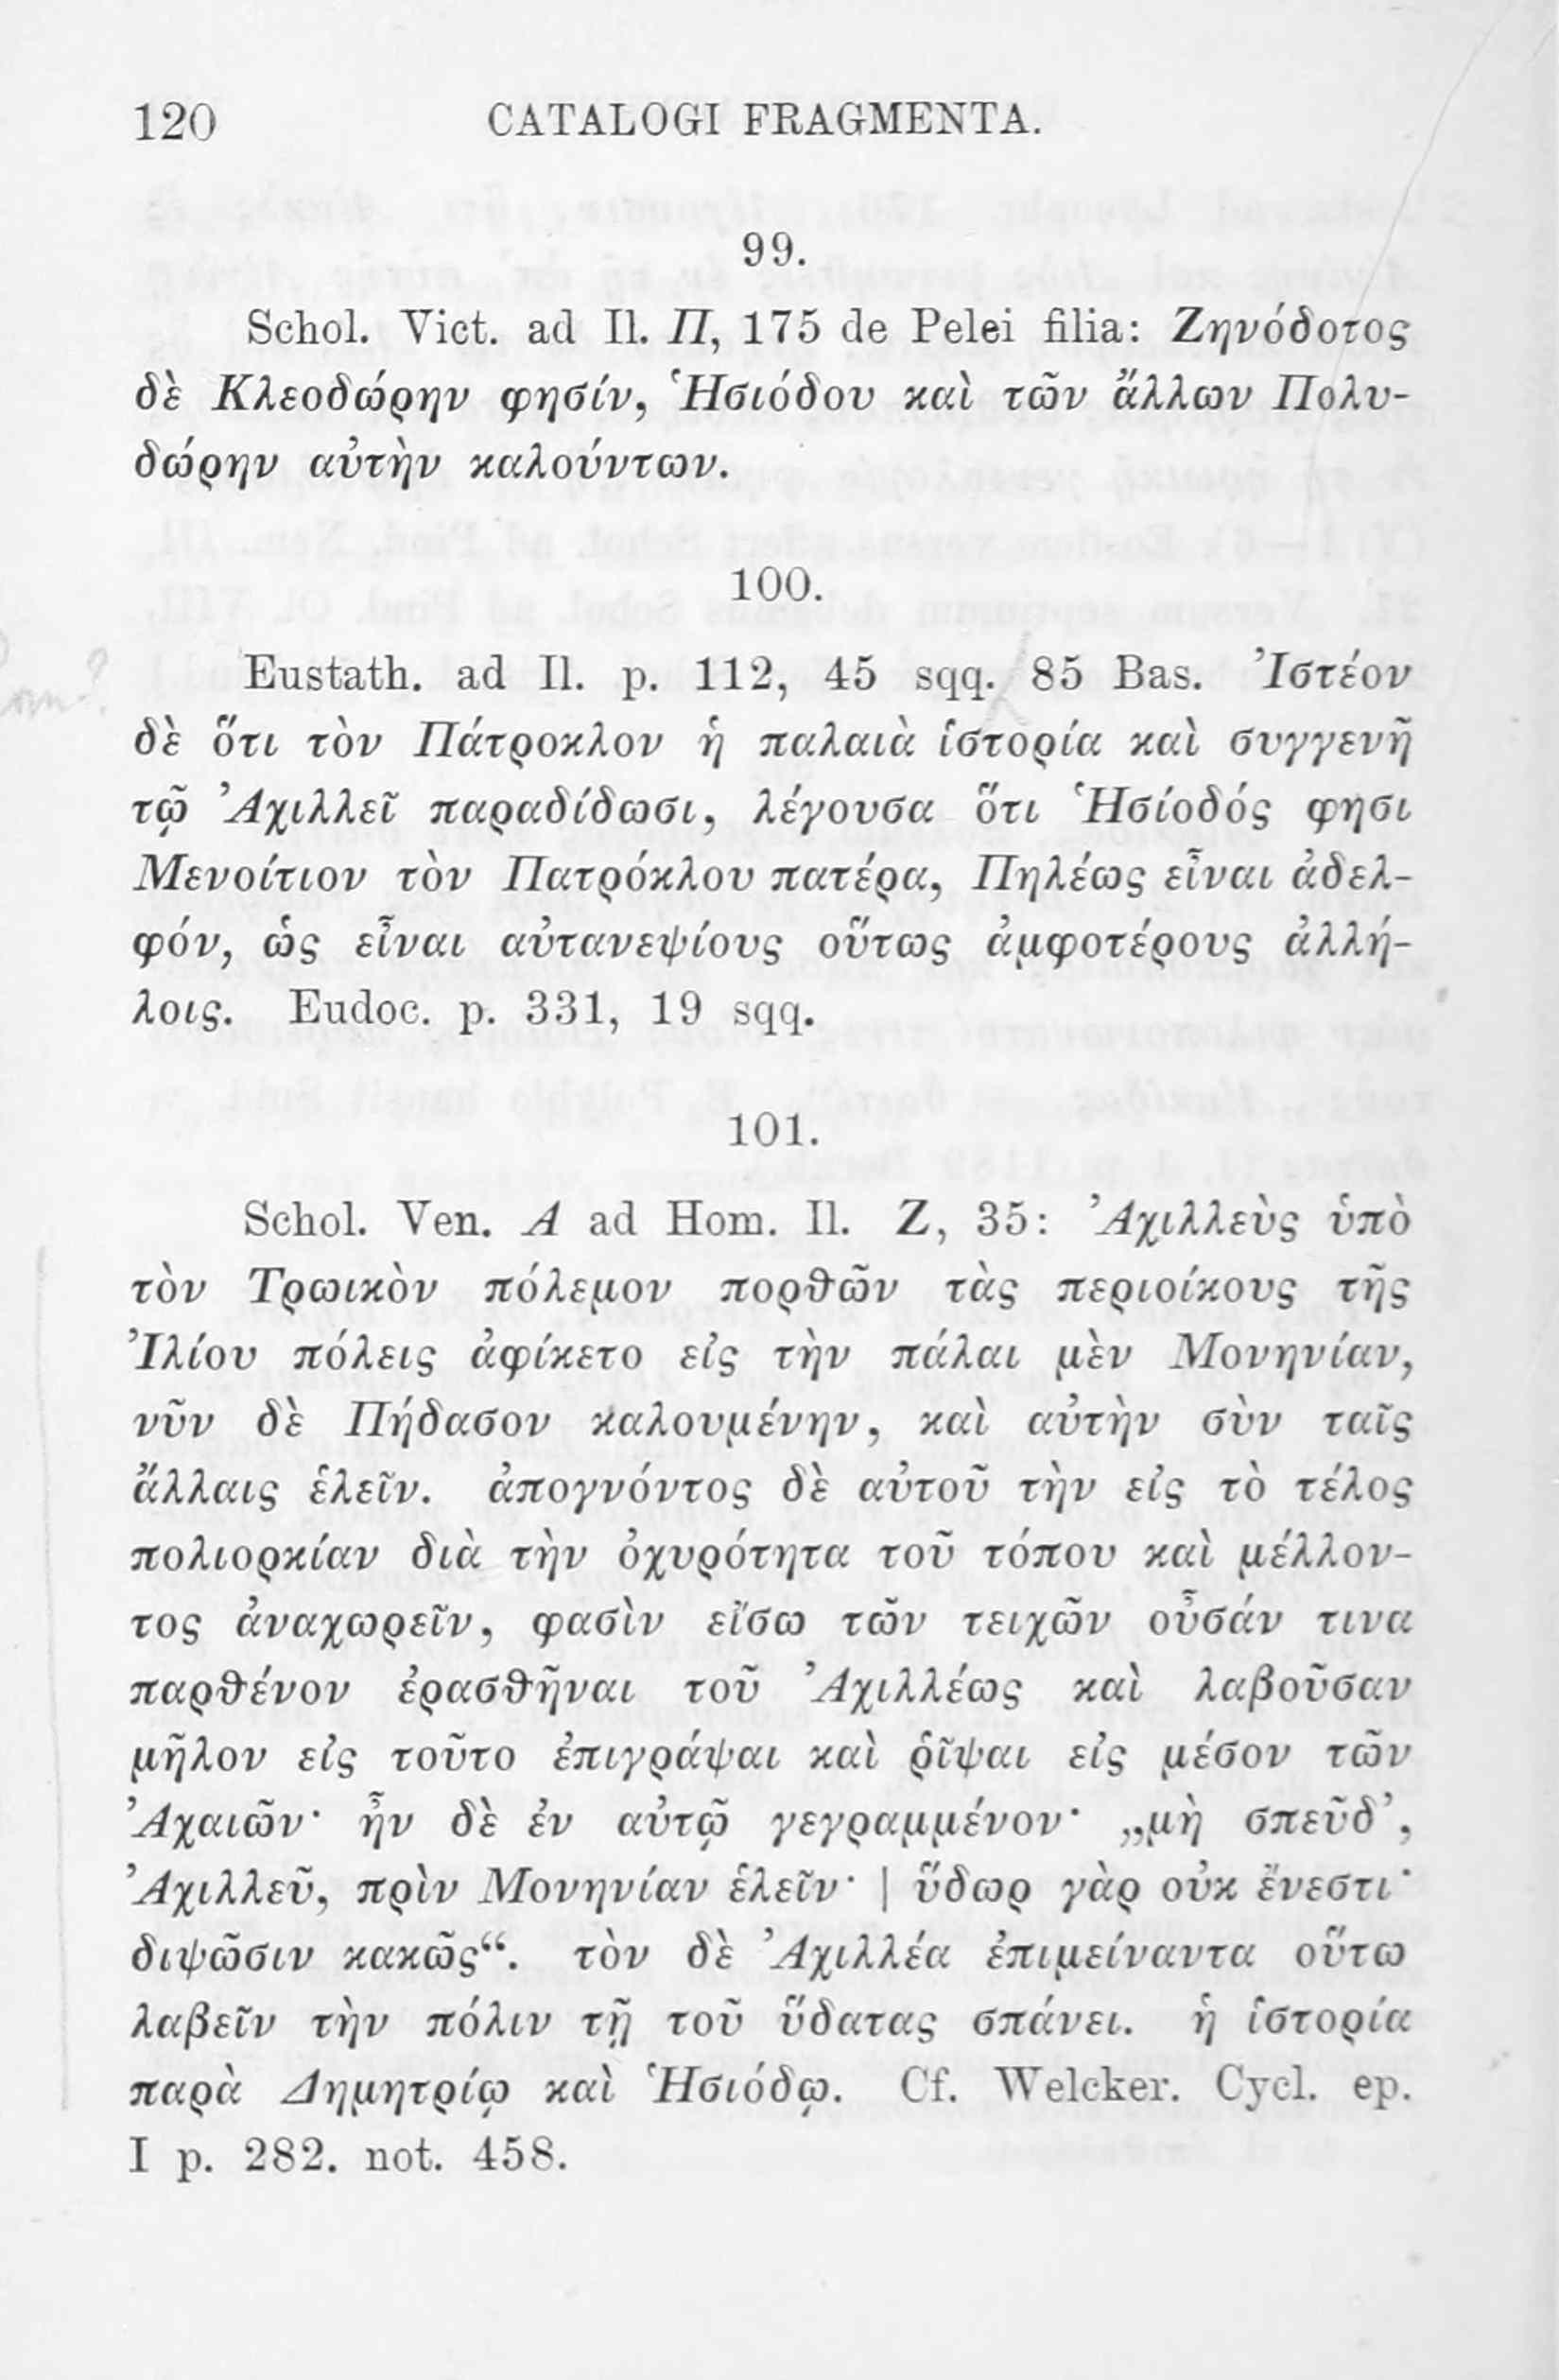 120 CATALOGI FRAGMENTA.
99.
Schol. Vict. ad Il. Π, 175 de Pelei filia: Ζηνόδοτος
δὲ Κλεοδώρην φησίν, Ἡσιόδου καὶ τῶν ἄλλων Πολυ-
δώρην αὐτὴν καλούντων.
100.
Eustath. ad Il. p. 112, 45 sqq. 85 Bas. Ἰστέον
δὲ ὅτι τὸν Πάτροκλον ἡ παλαιὰ ἱστορία καὶ συγγενῆ
τῷ Ἀχιλλεῖ παραδίδωσι, λέγουσα ὅτι Ἡσίοδός φησι
Μενοίτιον τὸν Πατρόκλου πατέρα, Πηλέως εἶναι ἀδελ-
φόν, ὡς εἶναι αὐτανεψίους οὕτως ἀμφοτέρους ἀλλή-
λοις. Eudoc. p. 331, 19 sqq.
101.
Schol. Ven. A ad Hom. Il. Ζ, 35: Ἀχιλλεὺς ὑπὸ
τὸν Τρωικὸν πόλεμον πορθῶν τὰς περιοίκους τῆς
Ἰλίου πόλεις ἀφίκετο εἰς τὴν πάλαι μὲν Μονηνίαν,
νῦν δὲ Πήδασον καλουμένην, καὶ αὐτὴν σὺν ταῖς
ἄλλαις ἑλεῖν. ἀπογνόντος δὲ αὐτοῦ τὴν εἰς τὸ τέλος
πολιορκίαν διὰ τὴν ὀχυρότητα τοῦ τόπου καὶ μέλλον-
τος ἀναχωρεῖν, φασὶν εἴσω τῶν τειχῶν οὖσάν τινα
παρθένον ἐρασθῆναι τοῦ Ἀχιλλέως καὶ λαβοῦσαν
μῆλον εἰς τοῦτο ἐπιγράψαι καὶ ῥῖψαι εἰς μέσον τῶν
Ἀχαιῶν· ἦν δὲ ἐν αὐτῷ γεγραμμένον· „μὴ σπεῦδ’,
Ἀχιλλεῦ, πρὶν Μονηνίαν ἑλεῖν· | ὕδωρ γὰρ οὐκ ἔνεστι·
διψῶσιν κακῶς“. τὸν δὲ Ἀχιλλέα ἐπιμείναντα οὕτω
λαβεῖν τὴν πόλιν τῇ τοῦ ὕδατας σπάνει. ἡ ἱστορία
παρὰ Δημητρίῳ καὶ Ἡσιόδῳ. Cf. Welcker. Cycl. ep.
I p. 282. not. 458.